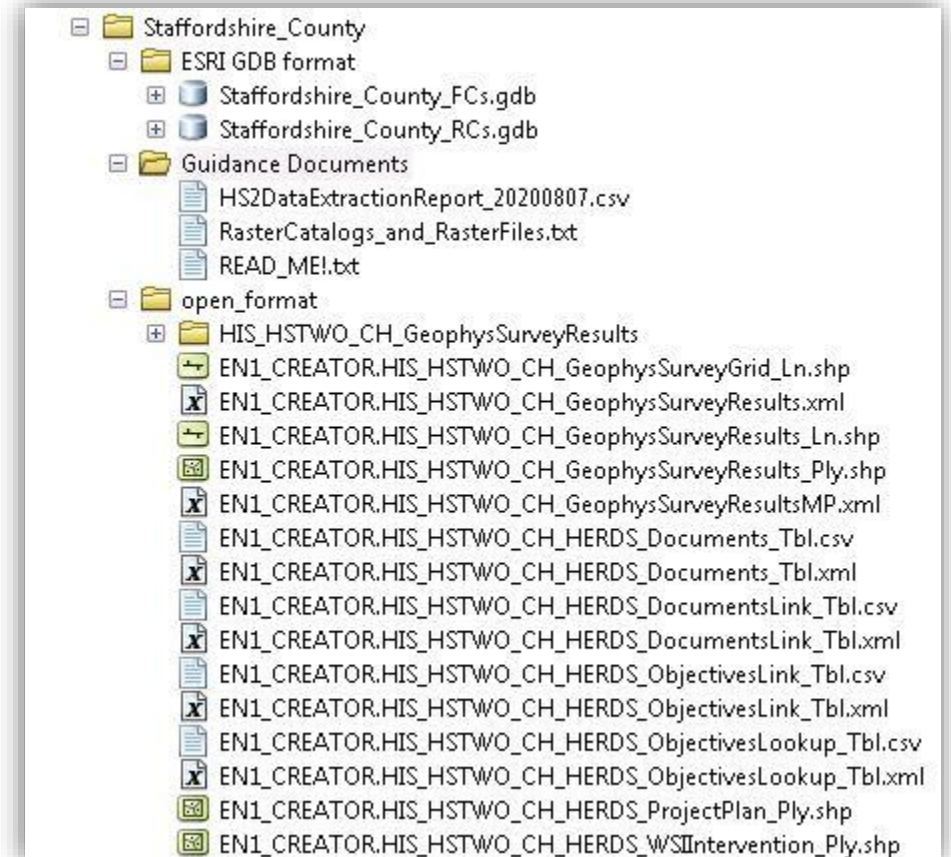 Staffordshire_County
ESRI GDB format
Staffordshire_County_FCs.gdb
Staffordshire_County_RCs.gdb
Guidance Documents
HS2DataExtractionReport_20200807.csv
RasterCatalogs_and_RasterFiles.txt
READ_ME!.txt
open_format
HIS_HSTWO_CH_GeophysSurveyResults
EN1_CREATOR.HIS_HSTWO_CH_GeophysSurveyGrid_Ln.shp
EN1_CREATOR.HIS_HSTWO_CH_GeophysSurveyResults.xml
EN1_CREATOR.HIS_HSTWO_CH_GeophysSurveyResults_Ln.shp
EN1_CREATOR.HIS_HSTWO_CH_GeophysSurveyResults_Ply.shp
EN1_CREATOR.HIS_HSTWO_CH_GeophysSurveyResultsMP.xml
EN1_CREATOR.HIS_HSTWO_CH_HERDS_Documents_Tbl.csv
EN1_CREATOR.HIS_HSTWO_CH_HERDS_Documents_Tbl.xml
EN1_CREATOR.HIS_HSTWO_CH_HERDS_DocumentsLink_Tbl.csv
EN1_CREATOR.HIS_HSTWO_CH_HERDS_DocumentsLink_Tbl.xml
EN1_CREATOR.HIS_HSTWO_CH_HERDS_ObjectivesLink_Tbl.csv
EN1_CREATOR.HIS_HSTWO_CH_HERDS_ObjectivesLink_Tbl.xml
EN1_CREATOR.HIS_HSTWO_CH_HERDS_ObjectivesLookup_Tbl.csv
EN1_CREATOR.HIS_HSTWO_CH_HERDS_ObjectivesLookup_Tbl.xml
EN1_CREATOR.HIS_HSTWO_CH_HERDS_ProjectPlan_Ply.shp
EN1_CREATOR.HIS_HSTWO_CH_HERDS_WSIIntervention_Ply.shp